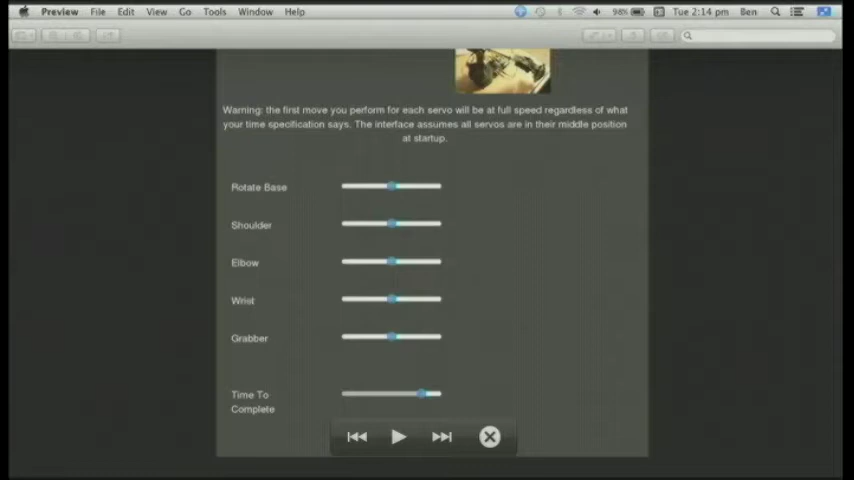 Preview File Edit View Go Tools Window Help 98% Tue 2:14 pm Ben
Warning: the first move you perform for each servo will be at full speed regardless of what
your time specification says. The interface assumes all servos are in their middle position
at startup.
Rotate Base
Shoulder
Elbow
Wrist
Grabber
Time To
Complete